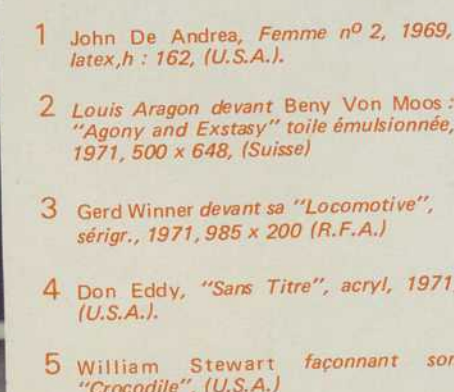 1 John De Andrea, Femme nº 2, 1969,
latex,h : 162, (U.S.A.).
2 Louis Aragon devant Beny Von Moos :
"Agony and Exstasy" toile émulsionnée,
1971, 500 x 648, (Suisse)
3 Gerd Winner devant sa "Locomotive",
sérigr., 1971, 985 x 200 (R.F.A.)
4 Don Eddy, "Sans Titre", acryl, 1971
(U.S.A.).
5 William Stewart façonnant son
"Crocodile", (U.S.A.)